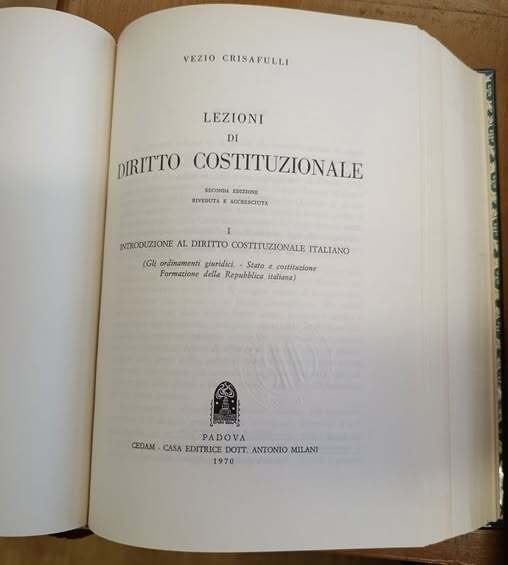 VEZIO CRISAFULLI
LEZIONI
DI
DIRITTO COSTITUZIONALE
SECONDA EDIZIONE
RIVEDUTA E ACCRESCIUTA
I
INTRODUZIONE AL DIRITTO COSTITUZIONALE ITALIANO
(Gli ordinamenti giuridici. - Stato e costituzione
Formazione della Repubblica italiana)
PADOVA
CEDAM - CASA EDITRICE DOTT. ANTONIO MILANI
1970